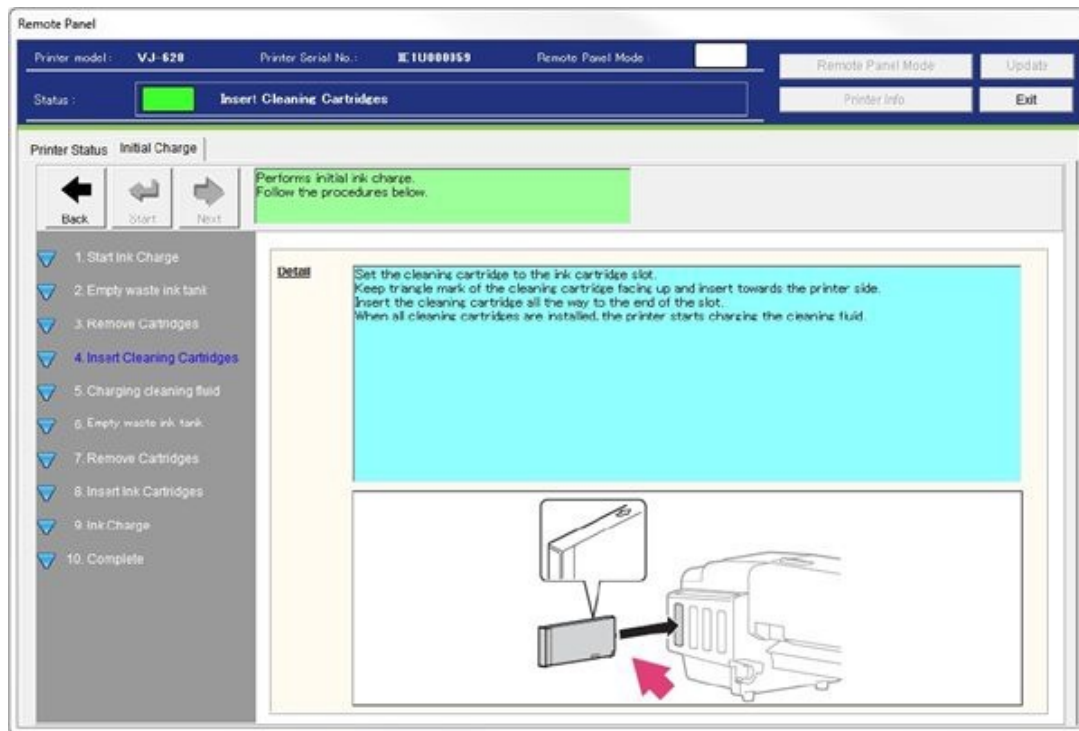 Remote Panel
Printer model : VJ-628 Printer Serial No. : IE1U000359 Remote Panel Mode :
Remote Panel Mode Update
Status : Insert Cleaning Cartridges
Printer Info Exit
Printer Status Initial Charge
Back Start Next
Performs initial ink charge.
Follow the procedures below.
1. Start Ink Charge
2. Empty waste ink tank
3. Remove Cartridges
4. Insert Cleaning Cartridges
5. Charging cleaning fluid
6. Empty waste ink tank
7. Remove Cartridges
8. Insert Ink Cartridges
9. Ink Charge
10. Complete
Detail
Set the cleaning cartridge to the ink cartridge slot.
Keep triangle mark of the cleaning cartridge facing up and insert towards the printer side.
Insert the cleaning cartridge all the way to the end of the slot.
When all cleaning cartridges are installed, the printer starts charging the cleaning fluid.